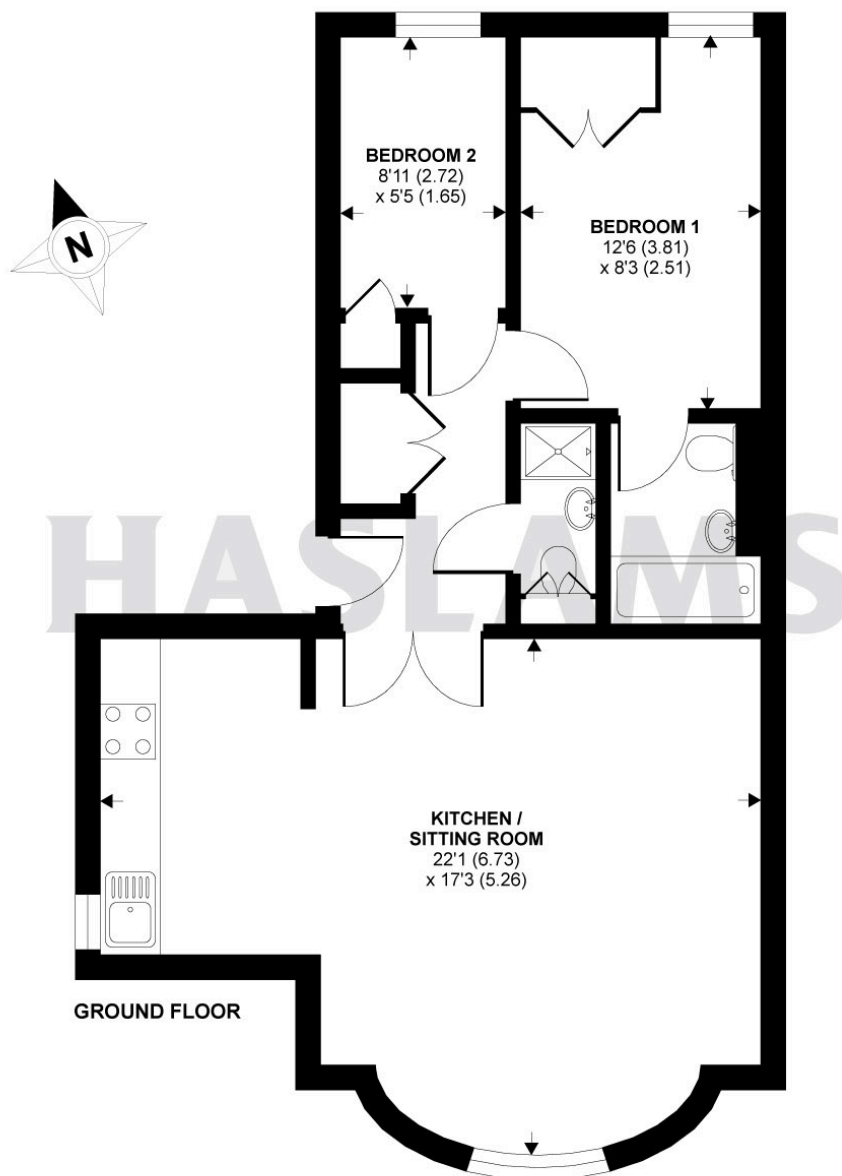 BEDROOM 2
8'11 (2.72)
x 5'5 (1.65)
BEDROOM 1
12'6 (3.81)
x 8'3 (2.51)
N
HASLAMS
KITCHEN /
SITTING ROOM
22'1 (6.73)
x 17'3 (5.26)
GROUND FLOOR